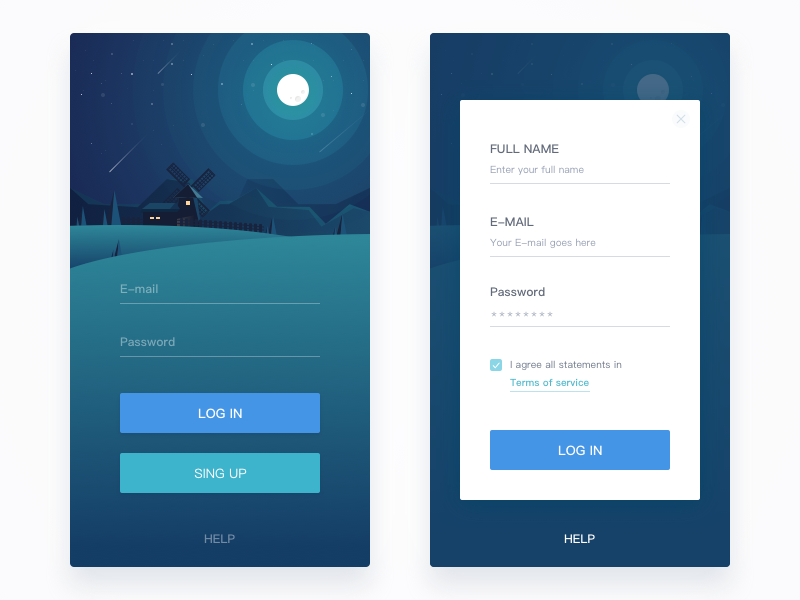 E-mail
Password
LOG IN
SING UP
HELP
FULL NAME
Enter your full name
E-MAIL
Your E-mail goes here
Password
********
I agree all statements in
Terms of service
LOG IN
HELP